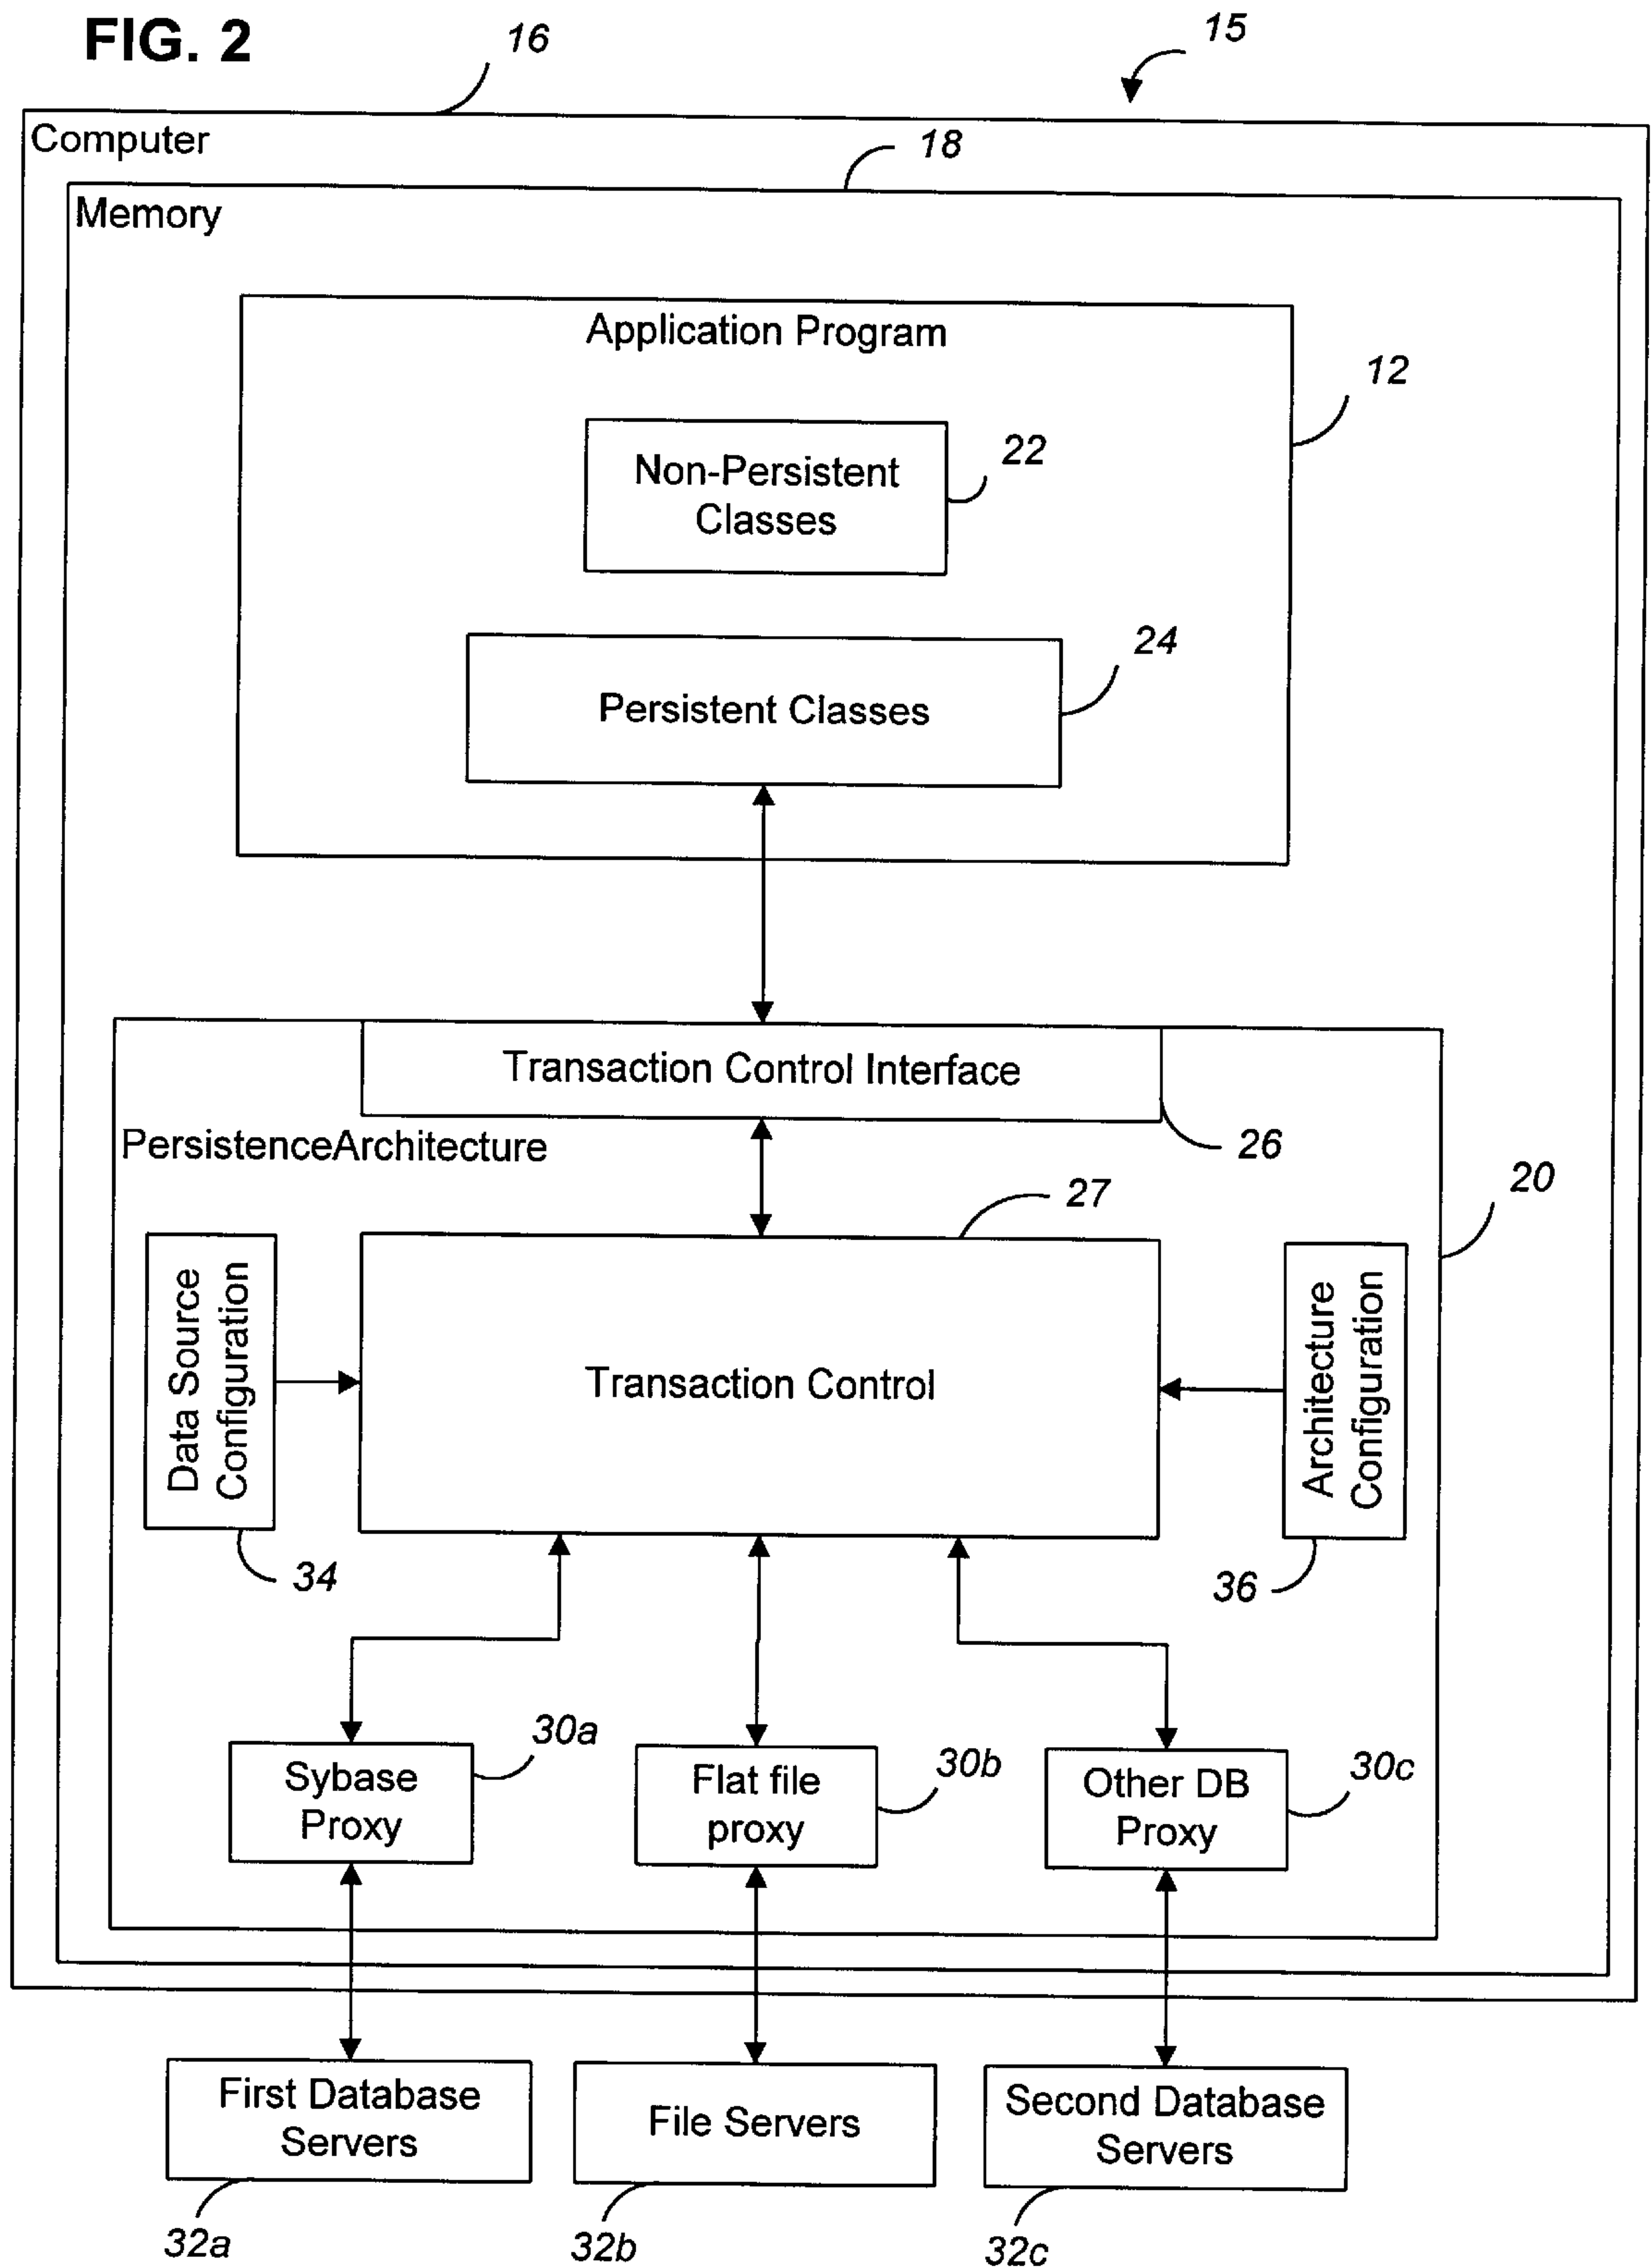 FIG. 2
16
15
Computer
18
Memory
Application Program
12
Non-Persistent
Classes
22
24
Persistent Classes
Transaction Control Interface
PersistenceArchitecture
26
27
20
Data Source
Configuration
Transaction Control
Architecture
Configuration
34
36
30a
Sybase
Proxy
30b
Flat file
proxy
30c
Other DB
Proxy
First Database
Servers
File Servers
Second Database
Servers
32a
32b
32c